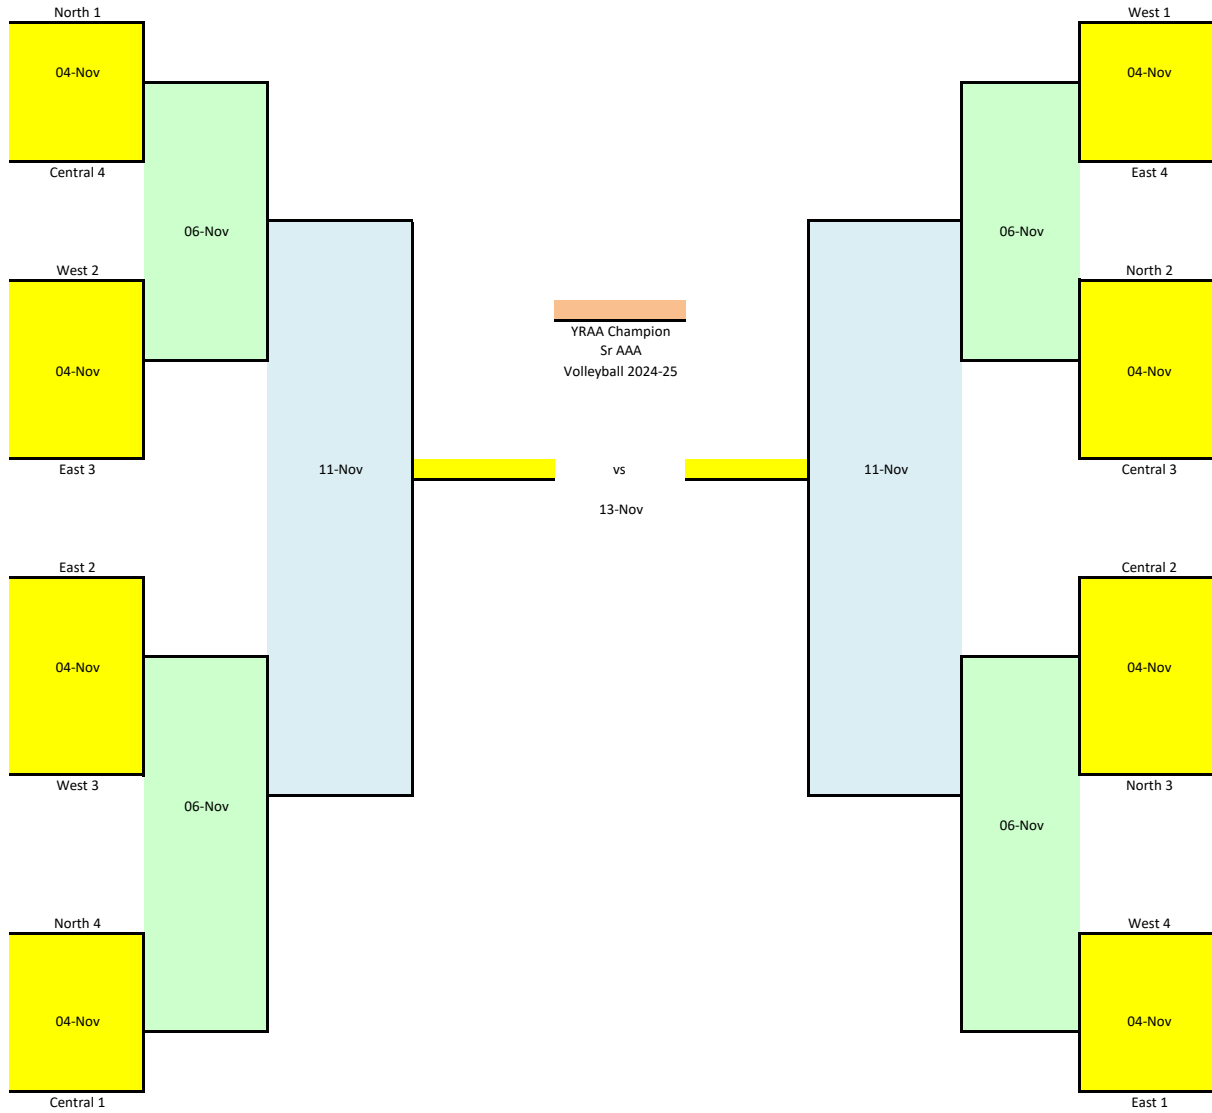 North 1
West 1
04-Nov
04-Nov
Central 4
East 4
06-Nov
06-Nov
West 2
North 2
YRAA Champion
Sr AAA
Volleyball 2024-25
04-Nov
04-Nov
East 3
11-Nov
vs
11-Nov
Central 3
13-Nov
East 2
Central 2
04-Nov
04-Nov
West 3
North 3
06-Nov
06-Nov
North 4
West 4
04-Nov
04-Nov
Central 1
East 1